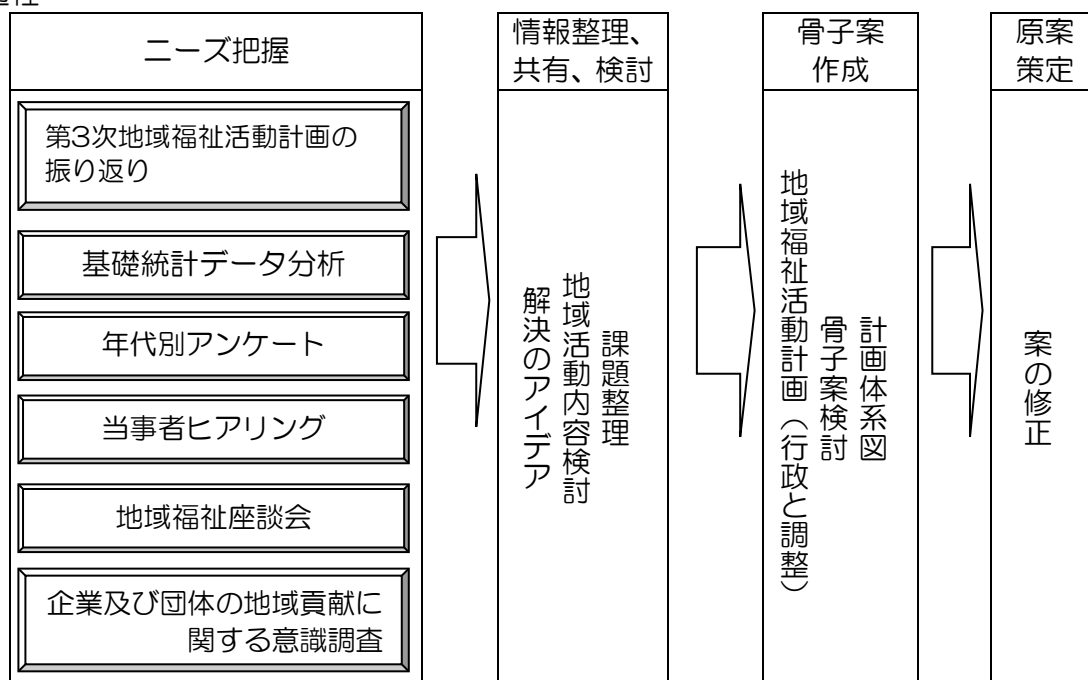 ニーズ把握
第3次地域福祉活動計画の
振り返り
基礎統計データ分析
年代別アンケート
当事者ヒアリング
地域福祉座談会
企業及び団体の地域貢献に
関する意識調査
情報整理、
共有、検討
課題整理
地域活動内容検討
解決のアイデア
骨子案
作成
計画体系図
骨子案検討
地域福祉活動計画（行政と調整）
原案
策定
案の修正